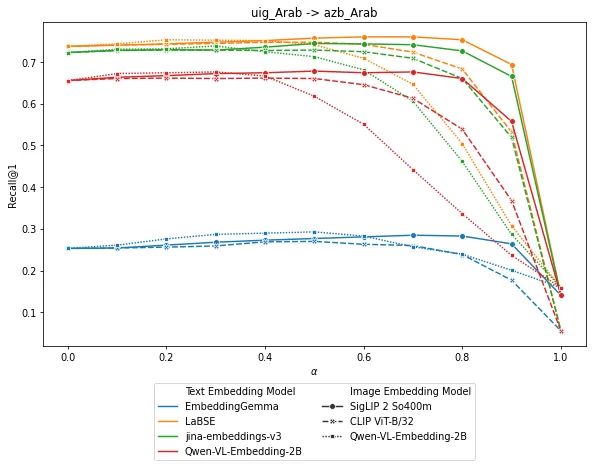 uig_Arab -> azb_Arab
Recall@1
0.7
0.6
0.5
0.4
0.3
0.2
0.1
0.0 0.2 0.4 0.6 0.8 1.0
α
Text Embedding Model Image Embedding Model
EmbeddingGemma SigLIP 2 So400m
LaBSE CLIP ViT-B/32
jina-embeddings-v3 Qwen-VL-Embedding-2B
Qwen-VL-Embedding-2B